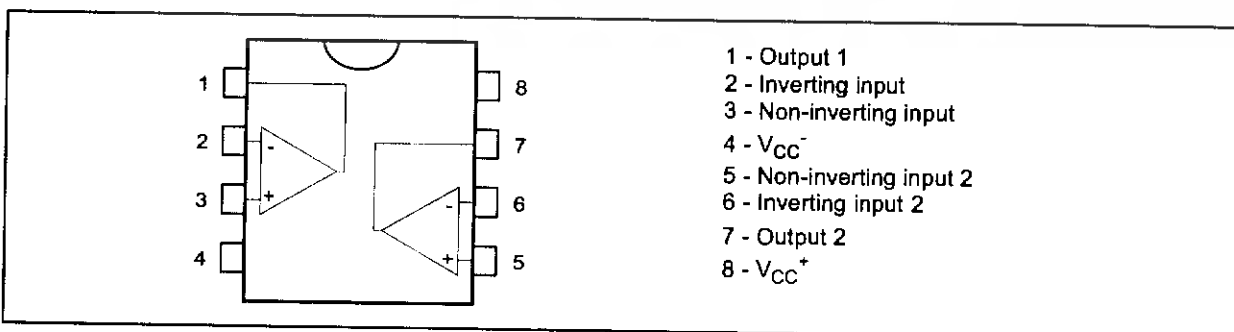 1
2
3
4
8
7
6
5
-
+
-
+
1 - Output 1
2 - Inverting input
3 - Non-inverting input
4 - VCC-
5 - Non-inverting input 2
6 - Inverting input 2
7 - Output 2
8 - VCC+